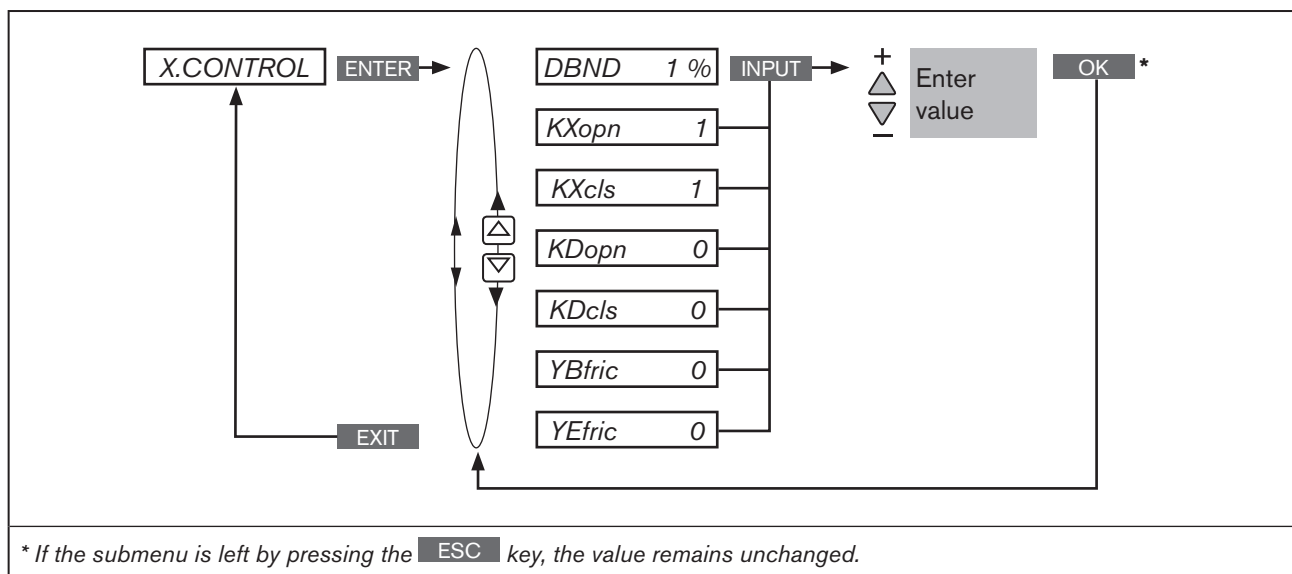 X.CONTROL ENTER DBND 1 % INPUT + Enter value − OK *
KXopn 1
KXcls 1
KDopn 0
KDcls 0
YBfric 0
YEfric 0
EXIT
* If the submenu is left by pressing the ESC key, the value remains unchanged.